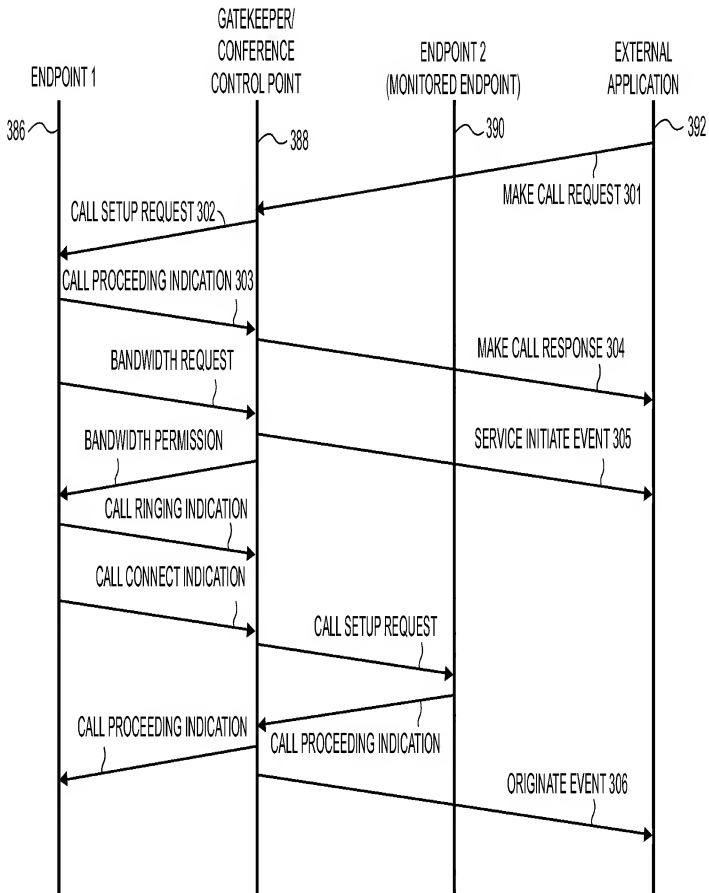 GATEKEEPER/
CONFERENCE
CONTROL POINT
ENDPOINT 1
ENDPOINT 2
(MONITORED ENDPOINT)
EXTERNAL
APPLICATION
386
388
390
392
MAKE CALL REQUEST 301
CALL SETUP REQUEST 302
CALL PROCEEDING INDICATION 303
MAKE CALL RESPONSE 304
BANDWIDTH REQUEST
SERVICE INITIATE EVENT 305
BANDWIDTH PERMISSION
CALL RINGING INDICATION
CALL CONNECT INDICATION
CALL SETUP REQUEST
CALL PROCEEDING INDICATION
CALL PROCEEDING INDICATION
ORIGINATE EVENT 306